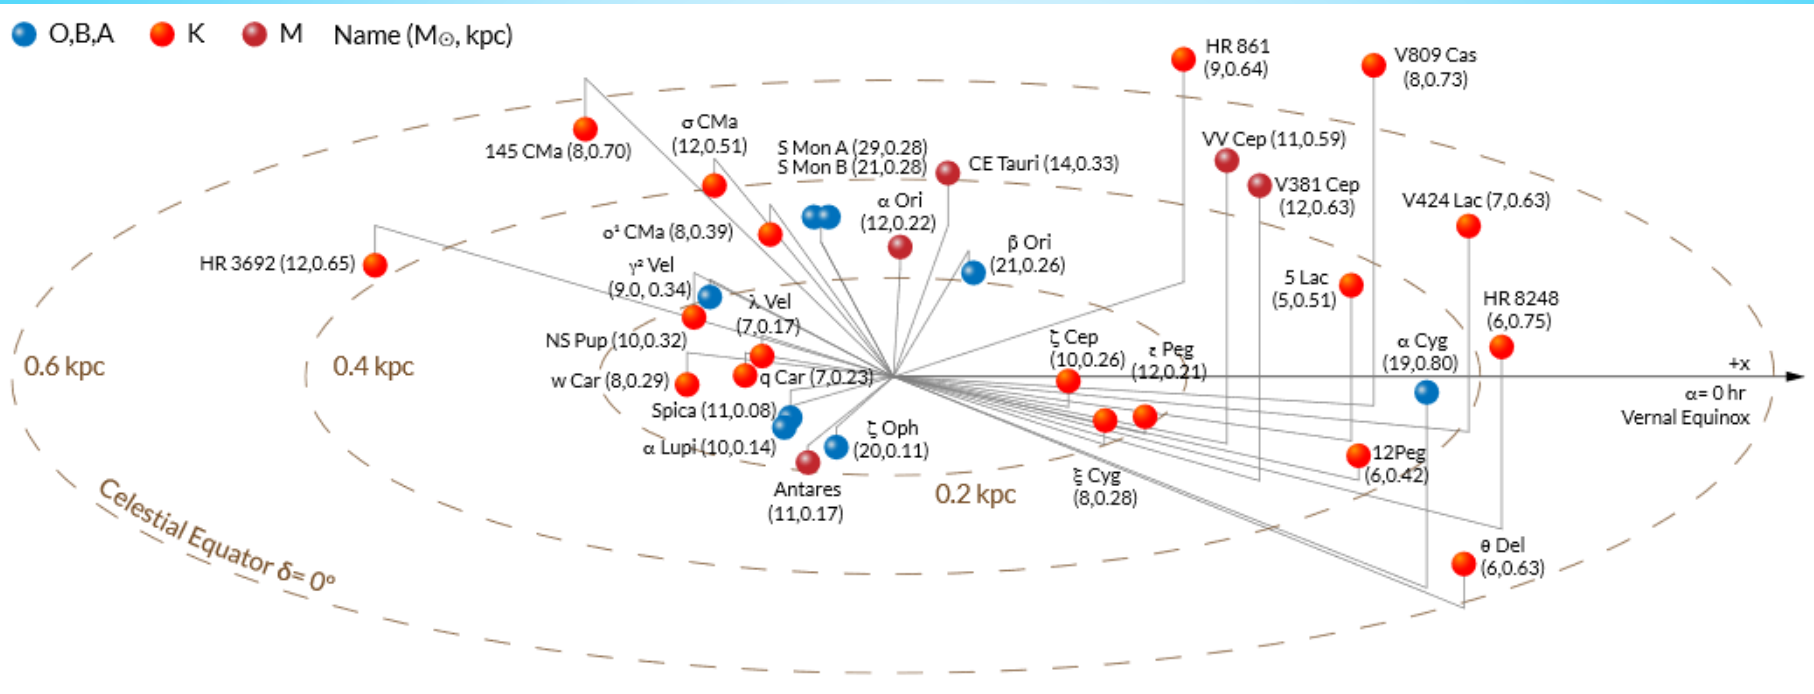 O,B,A
K
M
Name (M☉, kpc)
HR 861
(9,0.64)
V809 Cas
(8,0.73)
σ CMa
(12,0.51)
145 CMa (8,0.70)
S Mon A (29,0.28)
S Mon B (21,0.28)
CE Tauri (14,0.33)
VV Cep (11,0.59)
V381 Cep
(12,0.63)
V424 Lac (7,0.63)
α Ori
(12,0.22)
o¹ CMa (8,0.39)
β Ori
(21,0.26)
HR 3692 (12,0.65)
γ² Vel
(9.0, 0.34)
λ Vel
(7,0.17)
5 Lac
(5,0.51)
HR 8248
(6,0.75)
NS Pup (10,0.32)
ζ Cep
(10,0.26)
ε Peg
(12,0.21)
α Cyg
(19,0.80)
0.6 kpc
0.4 kpc
+x
w Car (8,0.29)
q Car (7,0.23)
α= 0 hr
Vernal Equinox
Spica (11,0.08)
α Lupi (10,0.14)
ζ Oph
(20,0.11)
12Peg
(6,0.42)
Antares
(11,0.17)
0.2 kpc
ξ Cyg
(8,0.28)
Celestial Equator δ= 0°
θ Del
(6,0.63)